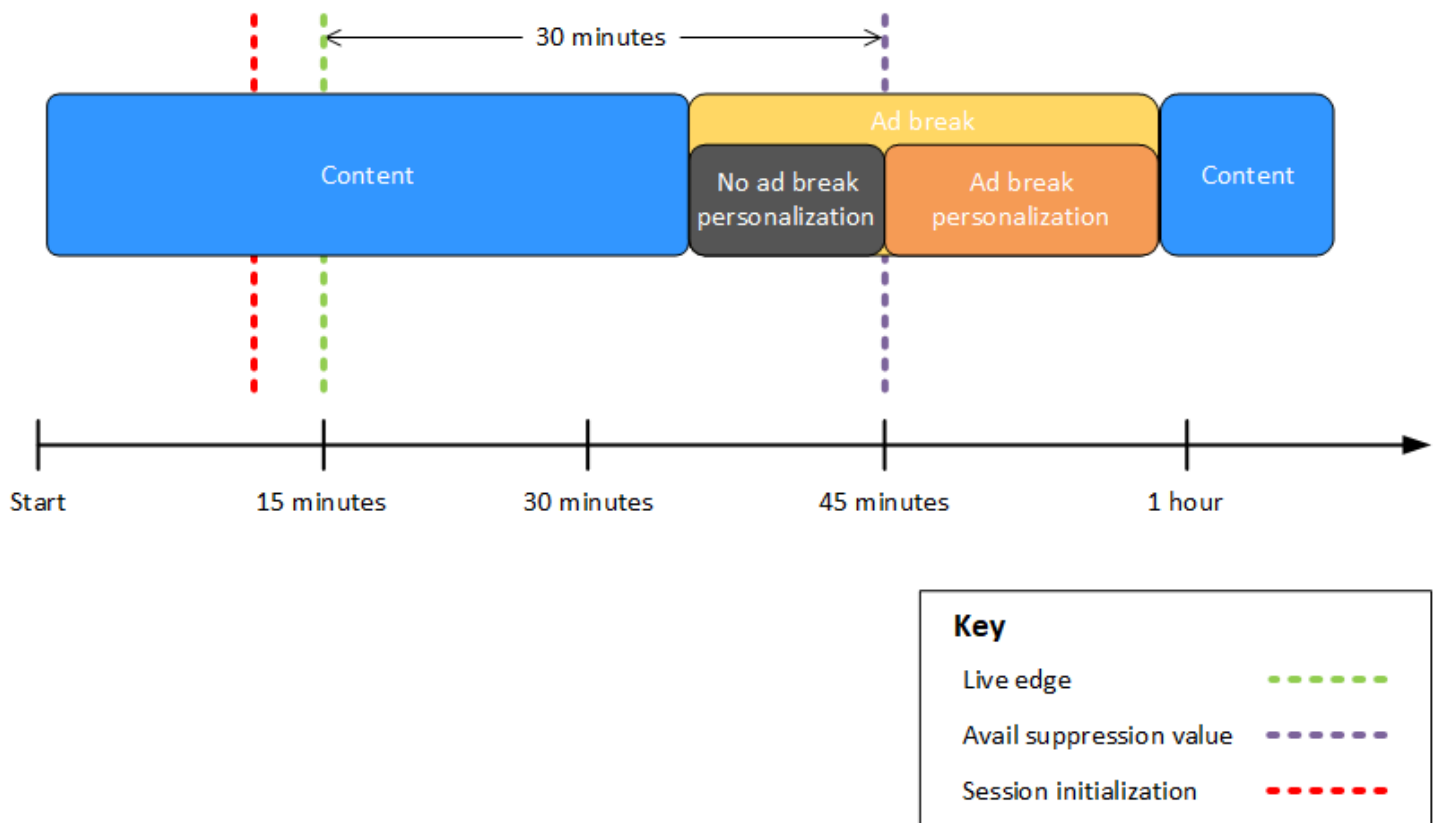 30 minutes
Ad break
Content
No ad break
personalization
Ad break
personalization
Content
Start
15 minutes
30 minutes
45 minutes
1 hour
Key
Live edge
Avail suppression value
Session initialization